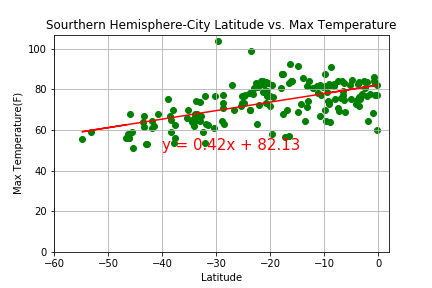 Sourthern Hemisphere-City Latitude vs. Max Temperature
Max Temperature(F)
100
80
60
40
20
0
y = 0.42x + 82.13
−60 −50 −40 −30 −20 −10 0
Latitude